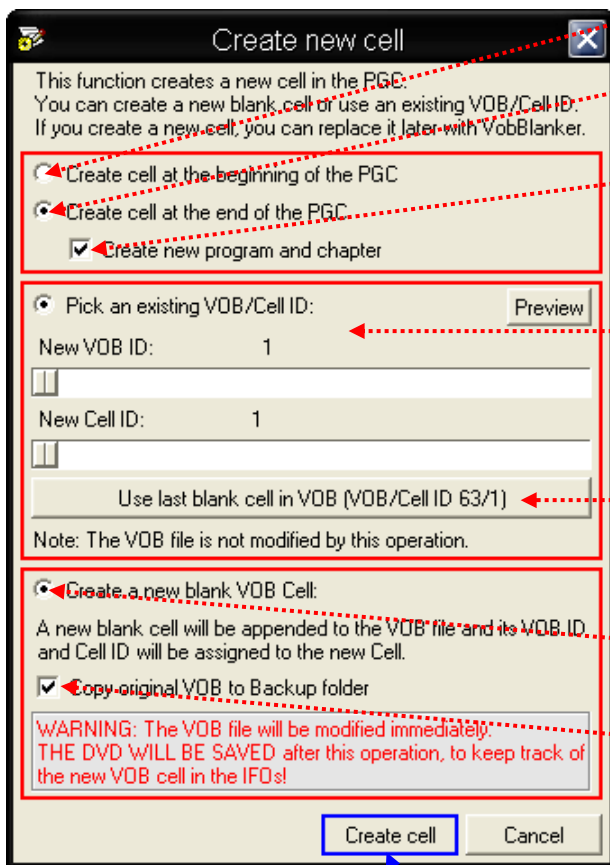 Create new cell
This function creates a new cell in the PGC.
You can create a new blank cell or use an existing VOB/Cell ID.
If you create a new cell, you can replace it later with VobBlanker.
Create cell at the beginning of the PGC
Create cell at the end of the PGC
Create new program and chapter
Pick an existing VOB/Cell ID: Preview
New VOB ID: 1
New Cell ID: 1
Use last blank cell in VOB (VOB/Cell ID 63/1)
Note: The VOB file is not modified by this operation.
Create a new blank VOB Cell:
A new blank cell will be appended to the VOB file and its VOB ID
and Cell ID will be assigned to the new Cell.
Copy original VOB to Backup folder
WARNING: The VOB file will be modified immediately.
THE DVD WILL BE SAVED after this operation, to keep track of
the new VOB cell in the IFOs!
Create cell Cancel